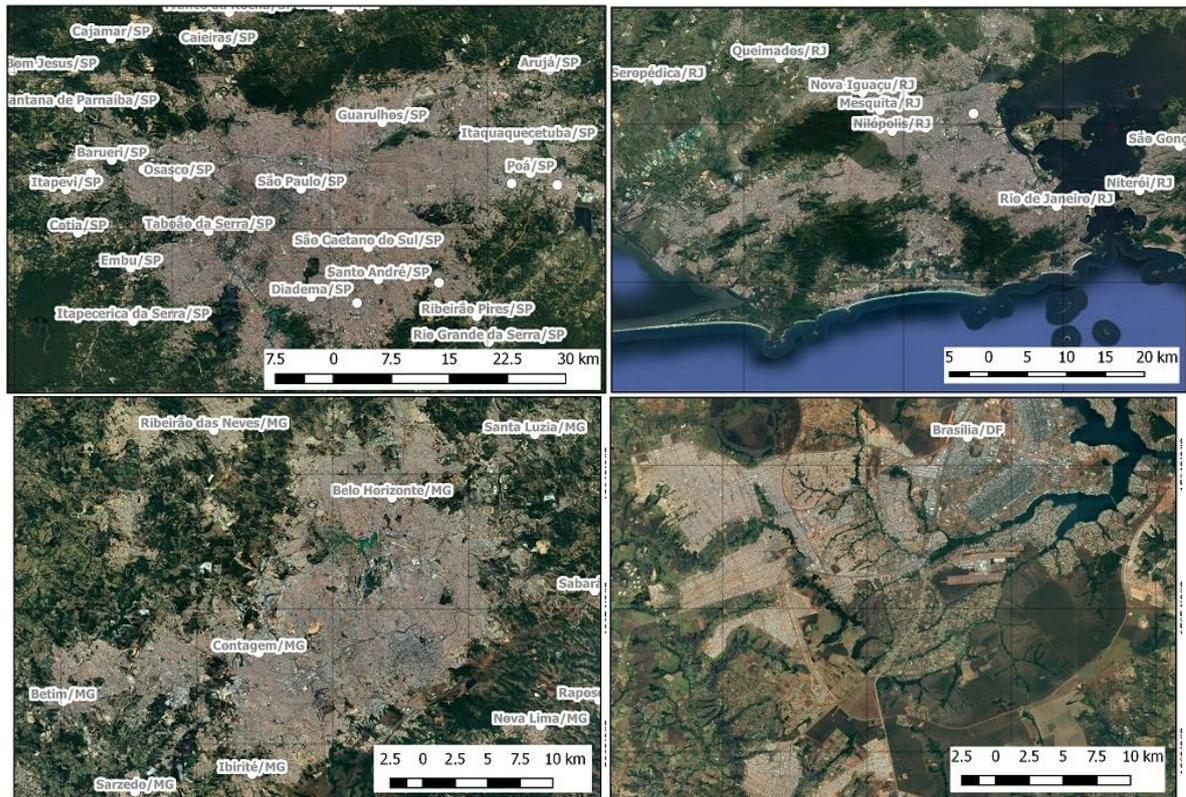 Cajamar/SP
Caieiras/SP
Bom Jesus/SP
Arujá/SP
antana de Parnaíba/SP
Guarulhos/SP
Itaquaquecetuba/SP
Barueri/SP
Osasco/SP
Poá/SP
Itapevi/SP
São Paulo/SP
Cotia/SP
Taboão da Serra/SP
São Caetano do Sul/SP
Embu/SP
Santo André/SP
Diadema/SP
Itapecerica da Serra/SP
Ribeirão Pires/SP
Rio Grande da Serra/SP
7.5 0 7.5 15 22.5 30 km
Queimados/RJ
Seropédica/RJ
Nova Iguaçu/RJ
Mesquita/RJ
Nilópolis/RJ
São Gonç
Niterói/RJ
Rio de Janeiro/RJ
5 0 5 10 15 20 km
Ribeirão das Neves/MG
Santa Luzia/MG
Belo Horizonte/MG
Sabará
Contagem/MG
Betim/MG
Raposo
Nova Lima/MG
Ibirité/MG
Sarzedo/MG
2.5 0 2.5 5 7.5 10 km
Brasília/DF
2.5 0 2.5 5 7.5 10 km